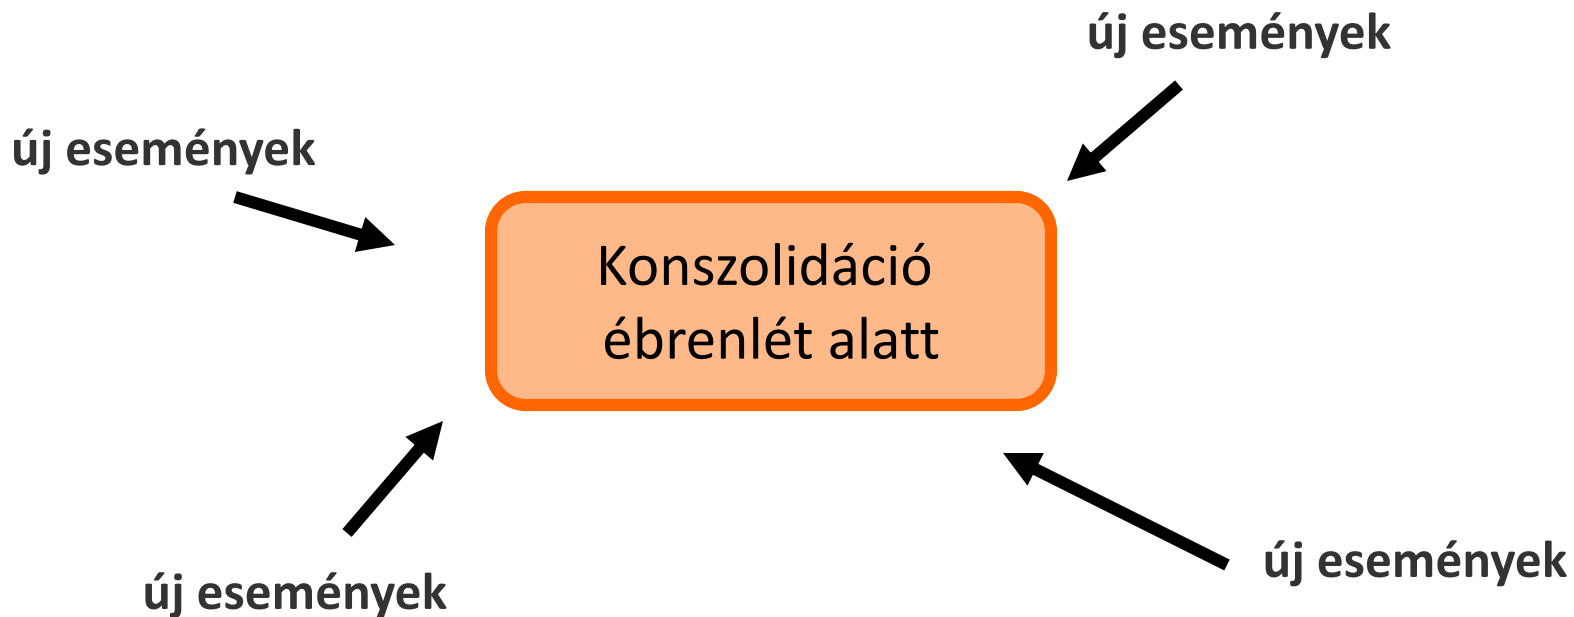 új események
új események
Konszolidáció
ébrenlét alatt
új események
új események